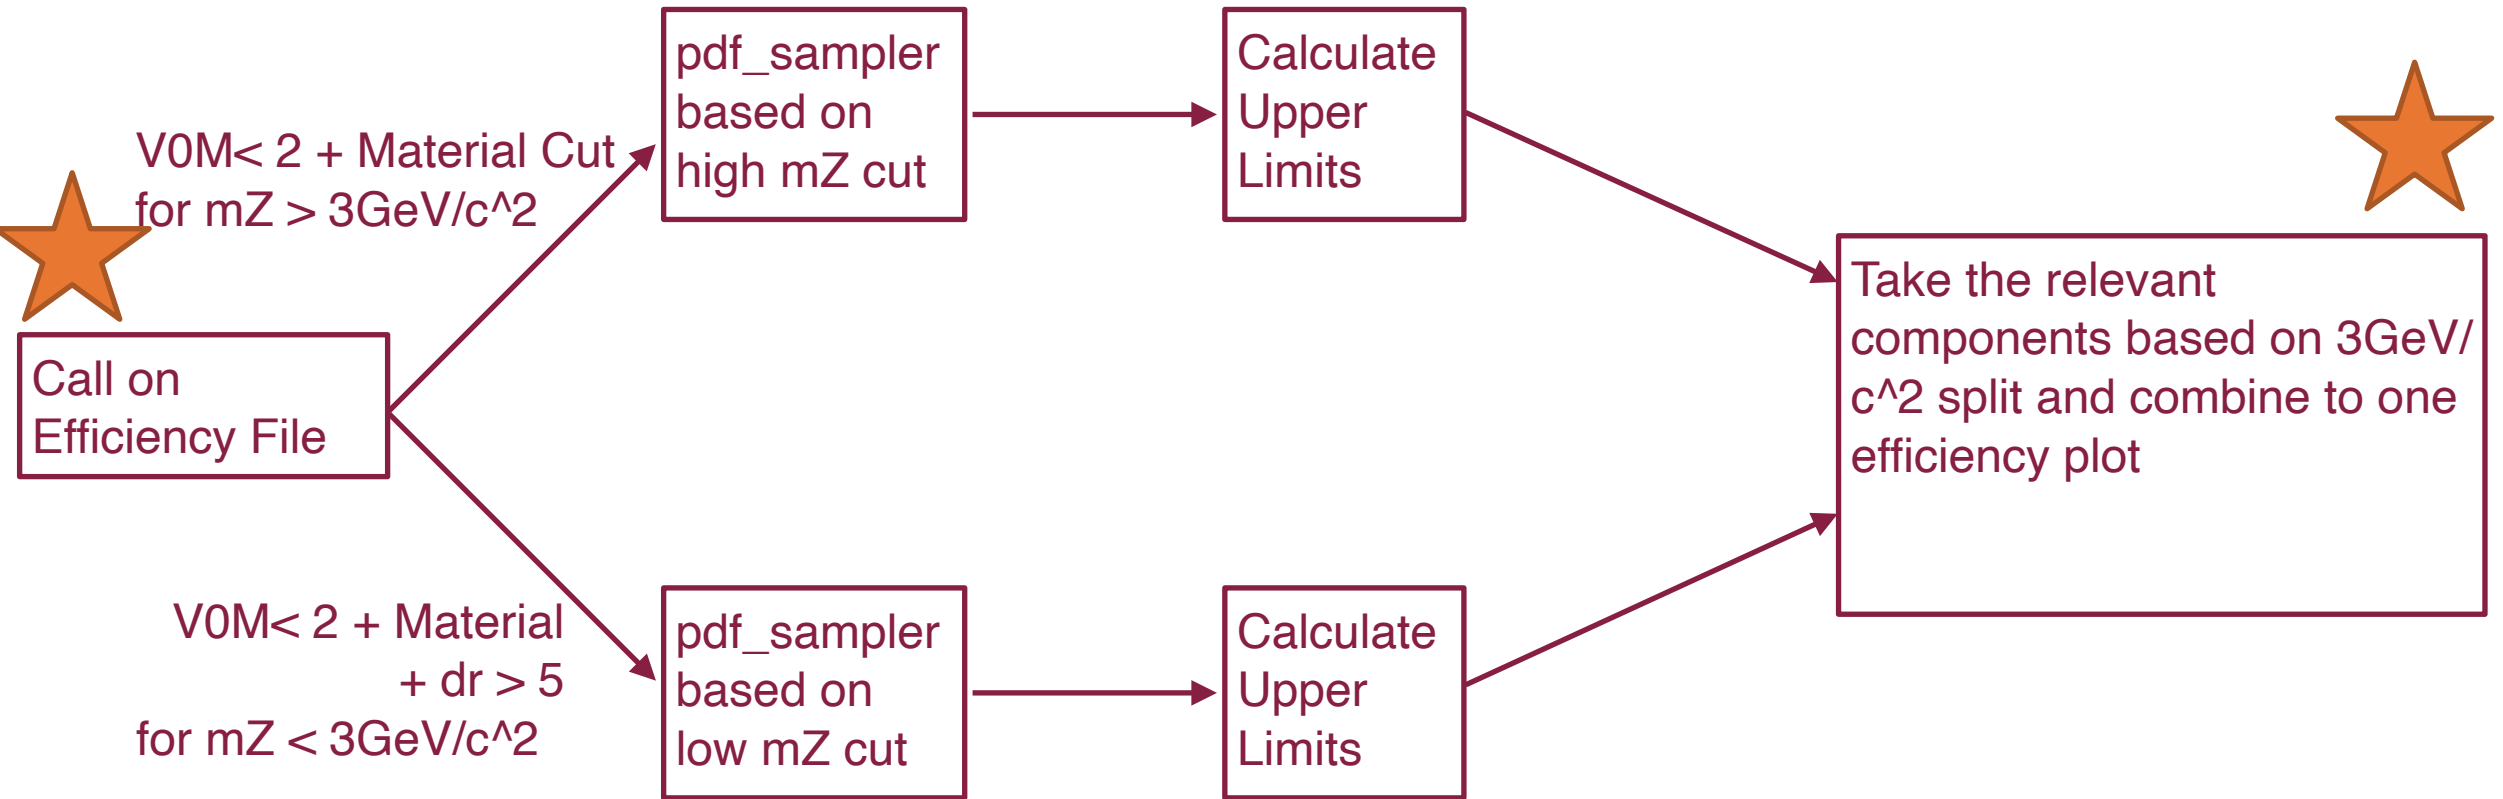 V0M< 2 + Material Cut
for mZ > 3GeV/c^2
Call on
Efficiency File
V0M< 2 + Material
+ dr > 5
for mZ < 3GeV/c^2
pdf_sampler
based on
high mZ cut
Calculate
Upper
Limits
pdf_sampler
based on
low mZ cut
Calculate
Upper
Limits
Take the relevant
components based on 3GeV/
c^2 split and combine to one
efficiency plot